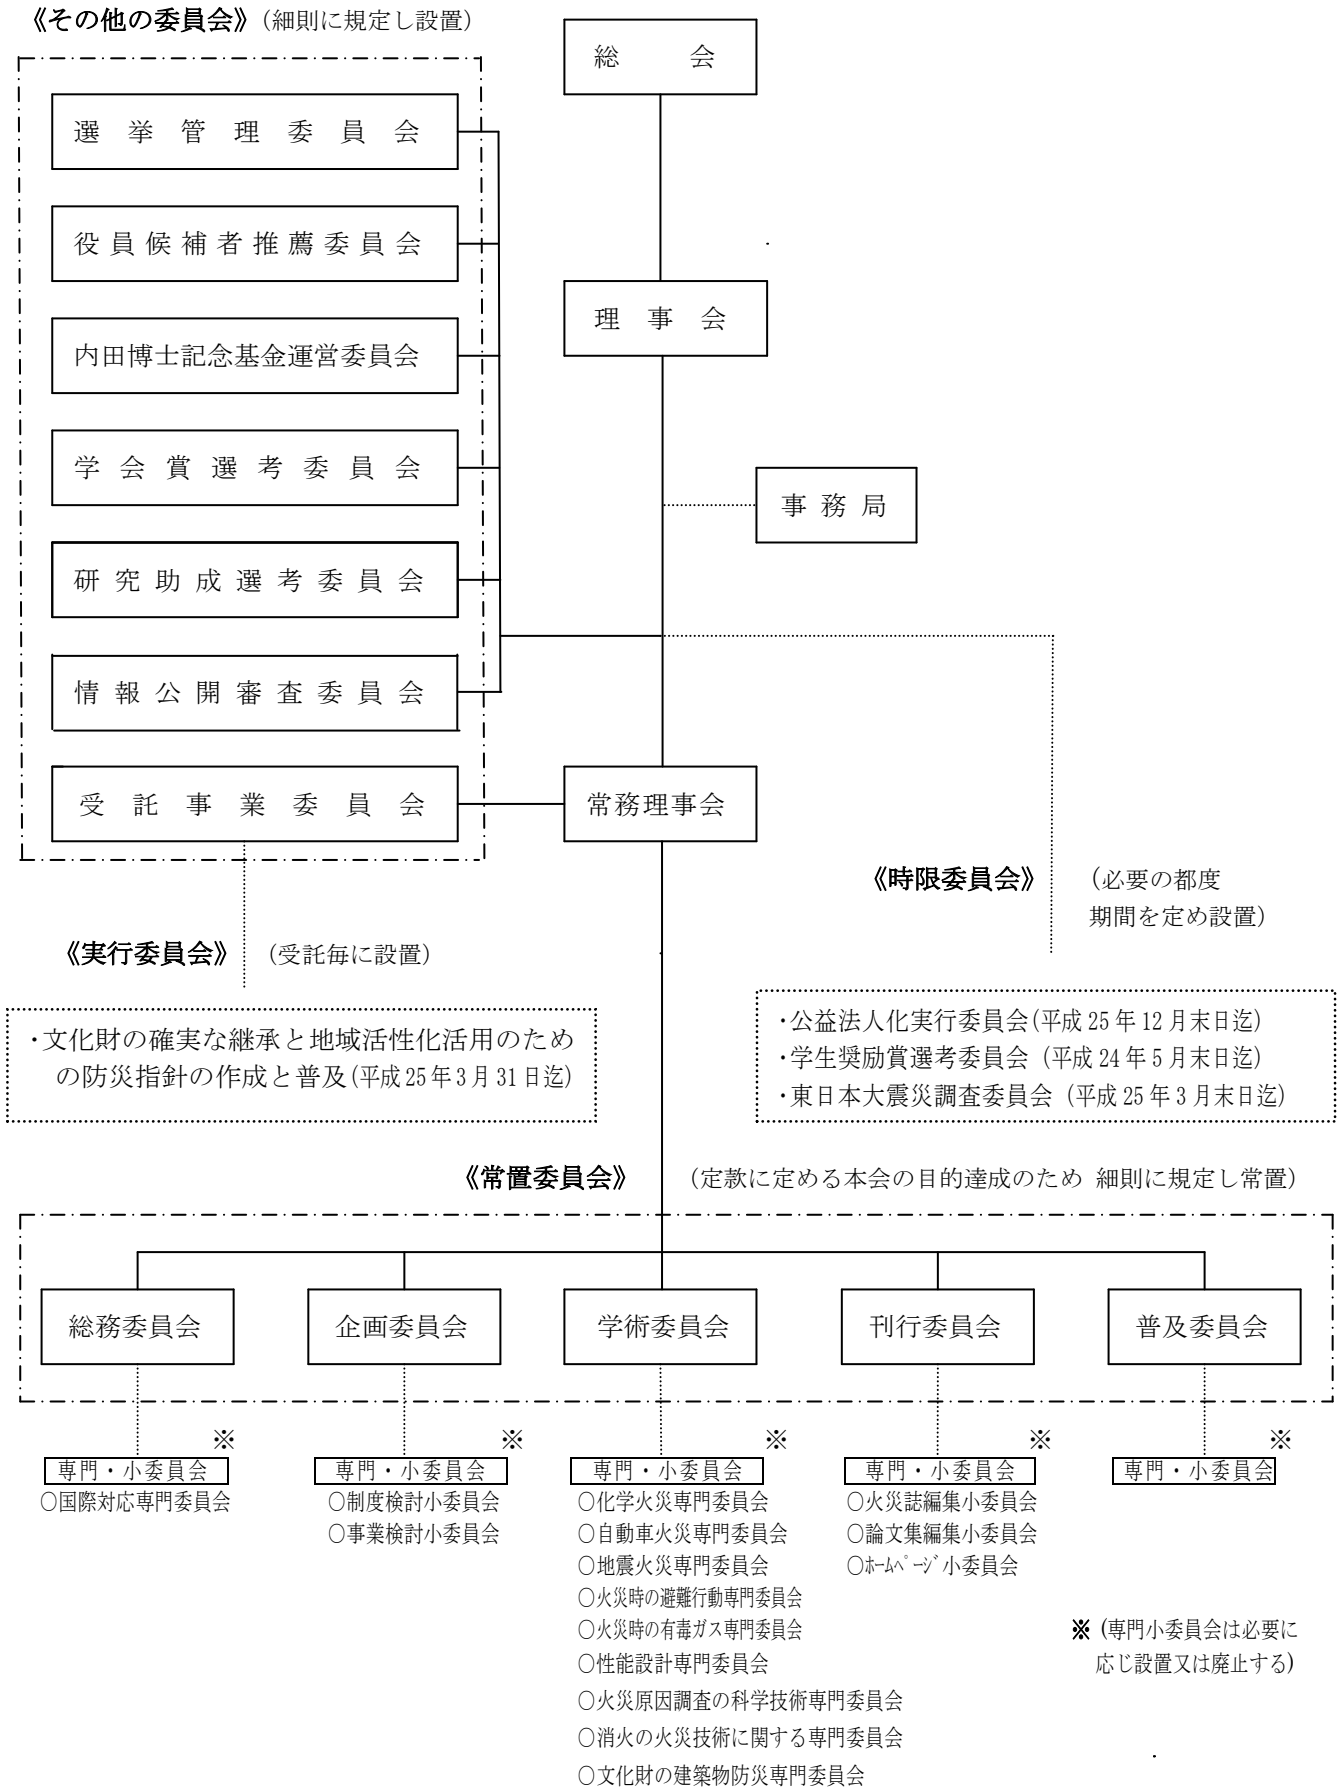 《その他の委員会》(細則に規定し設置)
総 会
選 挙 管 理 委 員 会
役員候補者推薦委員会
理 事 会
内田博士記念基金運営委員会
学 会 賞 選 考 委 員 会
事 務 局
研 究 助 成 選 考 委 員 会
情 報 公 開 審 査 委 員 会
受 託 事 業 委 員 会
常務理事会
《時限委員会》 (必要の都度
期間を定め設置)
《実行委員会》 (受託毎に設置)
・文化財の確実な継承と地域活性化活用のため
の防災指針の作成と普及(平成25年3月31日迄)
・公益法人化実行委員会(平成25年12月末日迄)
・学生奨励賞選考委員会 (平成24年5月末日迄)
・東日本大震災調査委員会 (平成25年3月末日迄)
《常置委員会》 (定款に定める本会の目的達成のため 細則に規定し常置)
総務委員会
企画委員会
学術委員会
刊行委員会
普及委員会
※
専門・小委員会
○国際対応専門委員会
※
専門・小委員会
○制度検討小委員会
○事業検討小委員会
※
専門・小委員会
○化学火災専門委員会
○自動車火災専門委員会
○地震火災専門委員会
○火災時の避難行動専門委員会
○火災時の有毒ガス専門委員会
○性能設計専門委員会
○火災原因調査の科学技術専門委員会
○消火の火災技術に関する専門委員会
○文化財の建築物防災専門委員会
※
専門・小委員会
○火災誌編集小委員会
○論文集編集小委員会
○ﾎｰﾑﾍﾟｰｼﾞ小委員会
※
専門・小委員会
※ (専門小委員会は必要に
応じ設置又は廃止する)